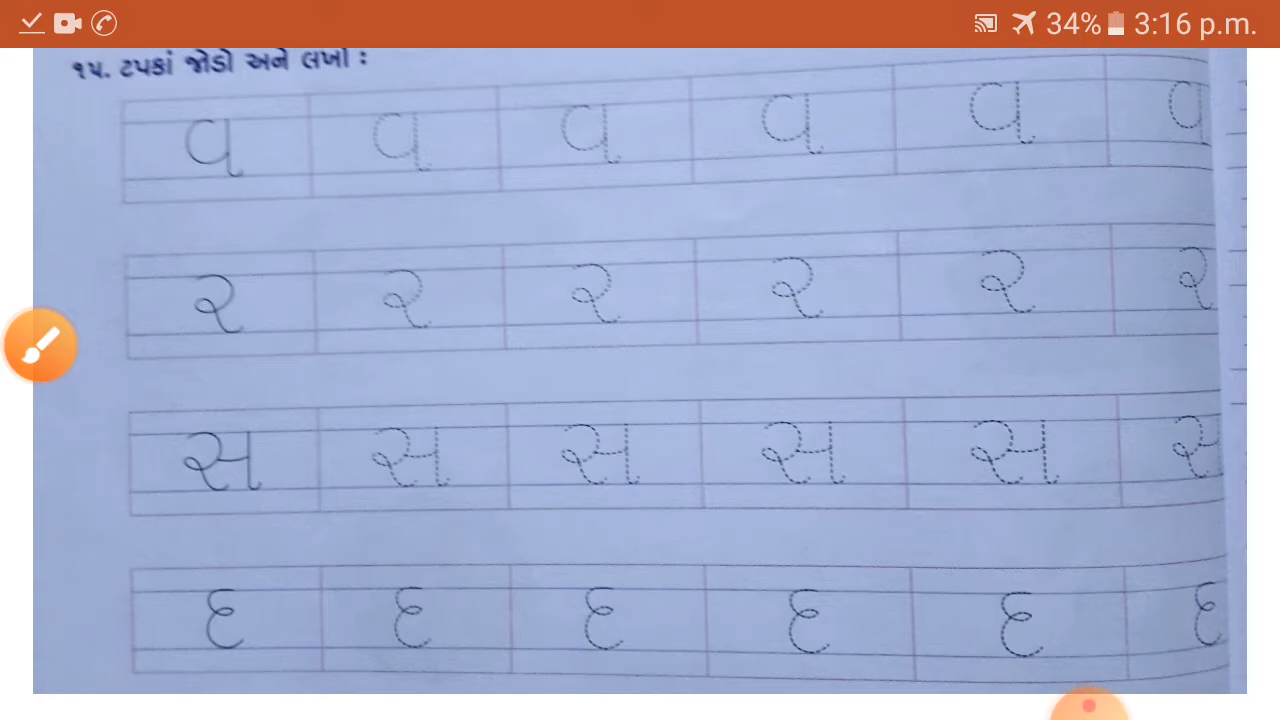 34% 3:16 p.m.
૧૫. ટપકાં જોડો અને લખો :
વ વ વ વ વ વ
ર ર ર ર ર ર
સ સ સ સ સ સ
દ દ દ દ દ દ